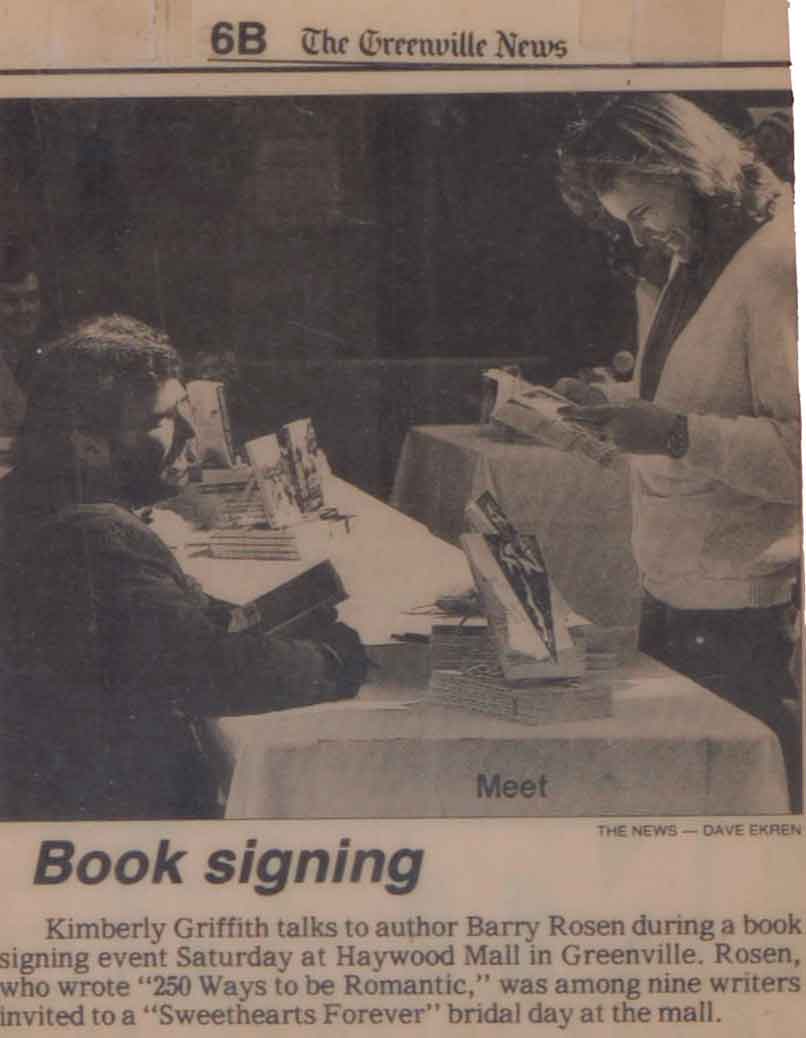 6B The Greenville News
Meet
THE NEWS — DAVE EKREN
Book signing
Kimberly Griffith talks to author Barry Rosen during a book
signing event Saturday at Haywood Mall in Greenville. Rosen,
who wrote “250 Ways to be Romantic,” was among nine writers
invited to a “Sweethearts Forever” bridal day at the mall.